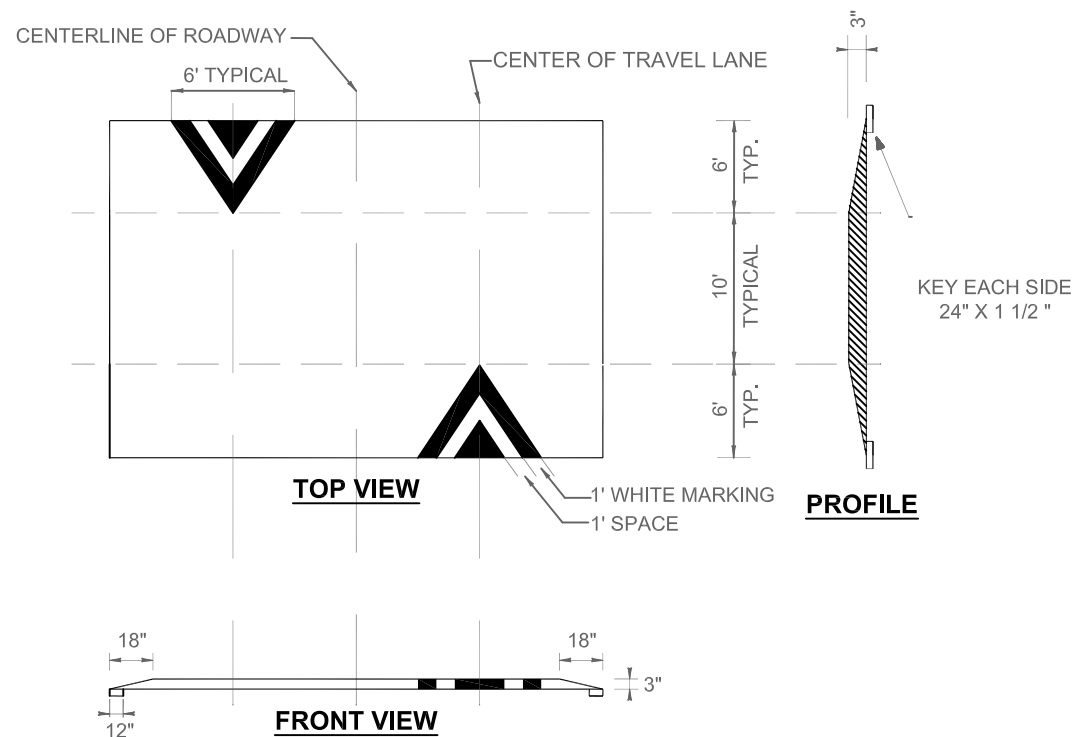 CENTERLINE OF ROADWAY
6' TYPICAL
CENTER OF TRAVEL LANE
3"
6'
TYP.
10'
TYPICAL
6'
TYP.
KEY EACH SIDE
24" X 1 1/2 "
TOP VIEW
1' WHITE MARKING
1' SPACE
PROFILE
18"
18"
3"
12"
FRONT VIEW